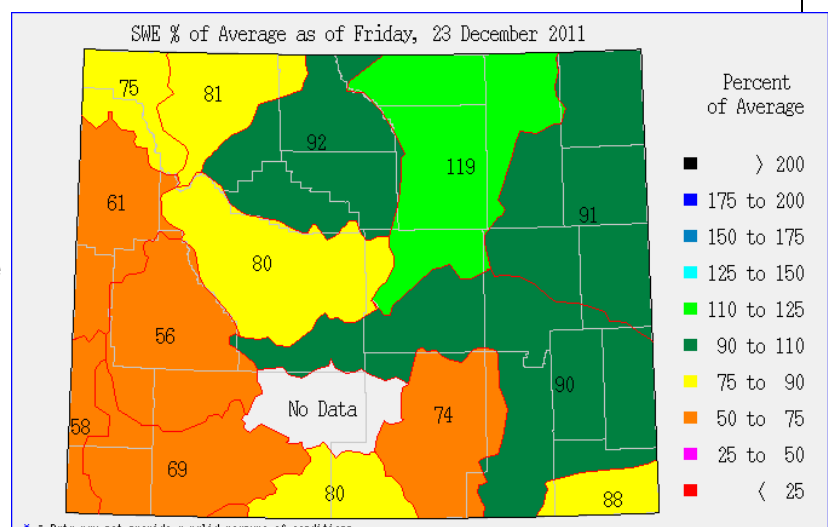 SWE % of Average as of Friday, 23 December 2011
75
81
92
119
61
91
80
56
90
58
No Data
74
69
80
88
Percent
of Average
> 200
175 to 200
150 to 175
125 to 150
110 to 125
90 to 110
75 to 90
50 to 75
25 to 50
< 25